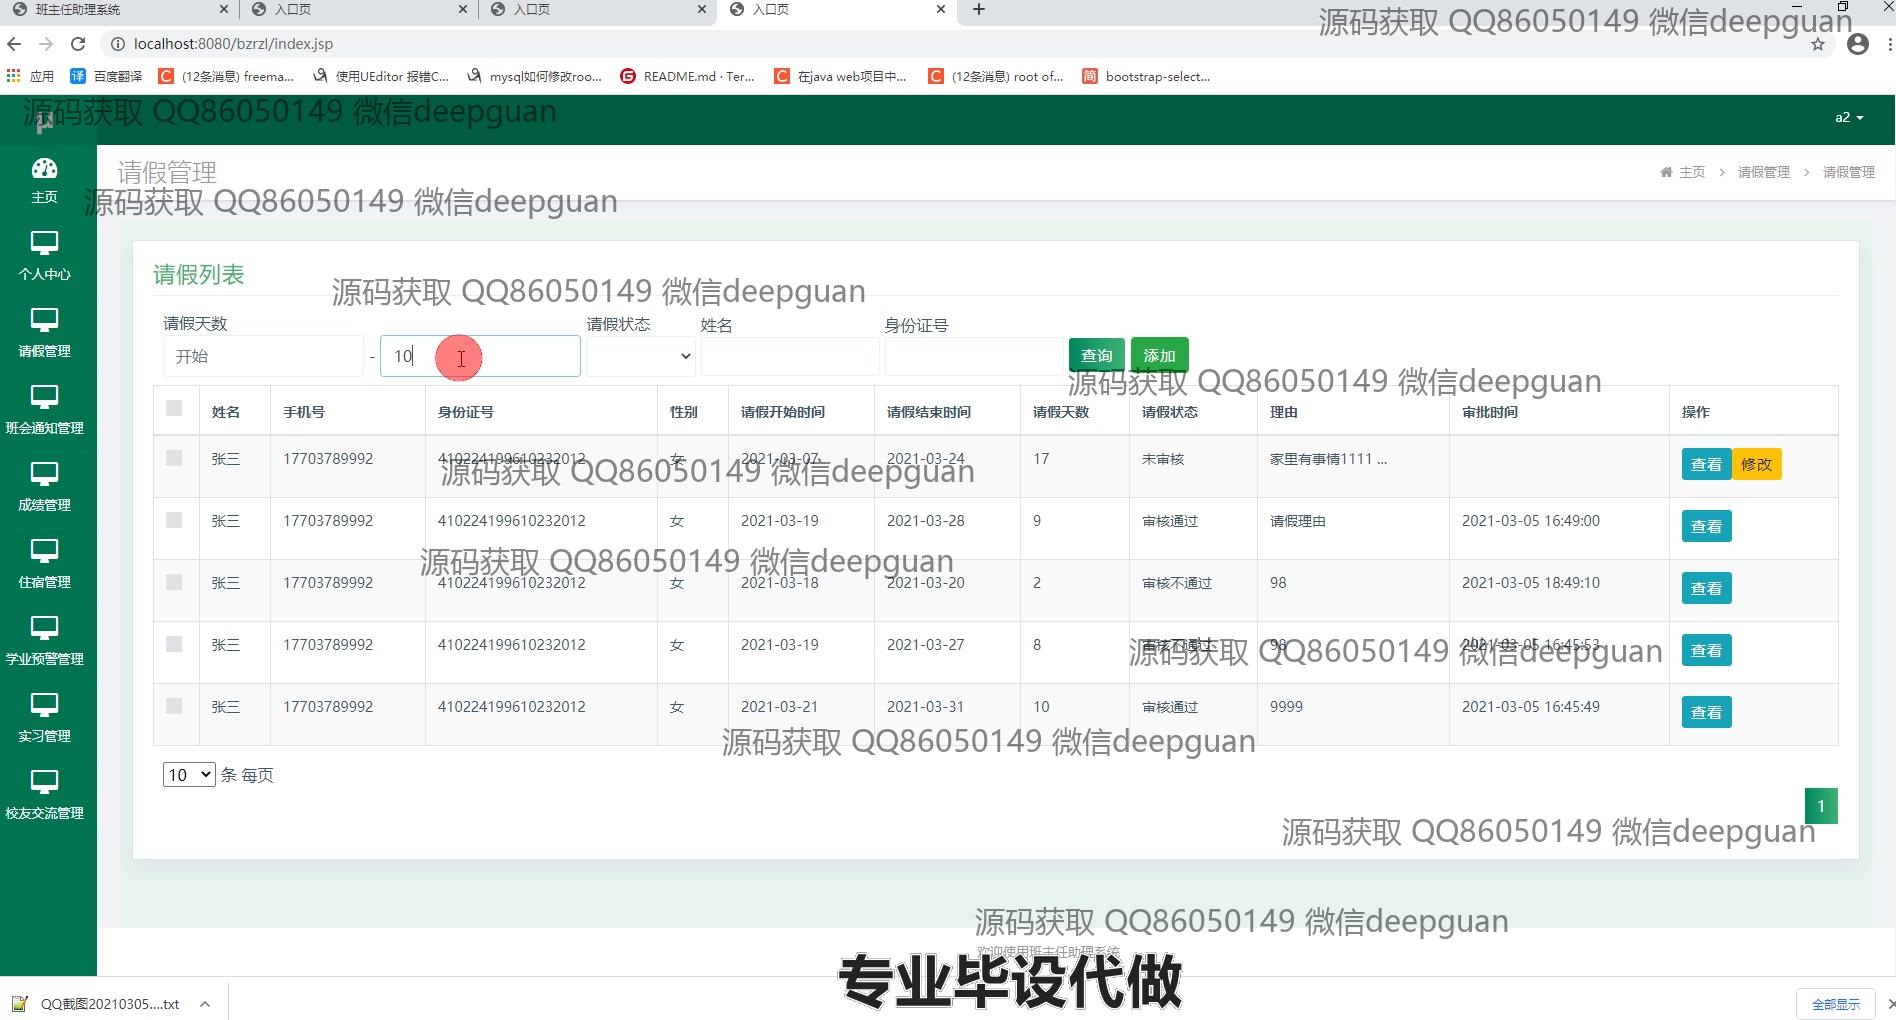 班主任助理系统 入口页 入口页 入口页
源码获取 QQ86050149 微信deepguan
localhost:8080/bzrzl/index.jsp
应用 百度翻译 (12条消息) freema... 使用UEditor 报错C... mysql如何修改roo... README.md · Ter... 在java web项目中... (12条消息) root of... bootstrap-select...
源码获取 QQ86050149 微信deepguan
μ
a2
主页
请假管理
主页 > 请假管理 > 请假管理
源码获取 QQ86050149 微信deepguan
个人中心
请假管理
班会通知管理
成绩管理
住宿管理
学业预警管理
实习管理
校友交流管理
请假列表
源码获取 QQ86050149 微信deepguan
请假天数 请假状态 姓名 身份证号
开始 - 10 查询 添加
源码获取 QQ86050149 微信deepguan
姓名 手机号 身份证号 性别 请假开始时间 请假结束时间 请假天数 请假状态 理由 审批时间 操作
张三 17703789992 410224199610232012 女 2021-03-07 2021-03-24 17 未审核 家里有事情1111 ... 查看 修改
源码获取 QQ86050149 微信deepguan
张三 17703789992 410224199610232012 女 2021-03-19 2021-03-28 9 审核通过 请假理由 2021-03-05 16:49:00 查看
源码获取 QQ86050149 微信deepguan
张三 17703789992 410224199610232012 女 2021-03-18 2021-03-20 2 审核不通过 98 2021-03-05 18:49:10 查看
张三 17703789992 410224199610232012 女 2021-03-19 2021-03-27 8 审核不通过 98 2021-03-05 16:45:53 查看
源码获取 QQ86050149 微信deepguan
张三 17703789992 410224199610232012 女 2021-03-21 2021-03-31 10 审核通过 9999 2021-03-05 16:45:49 查看
源码获取 QQ86050149 微信deepguan
10 条 每页
1
源码获取 QQ86050149 微信deepguan
源码获取 QQ86050149 微信deepguan
欢迎使用班主任助理系统
专业毕设代做
QQ截图20210305....txt
全部显示